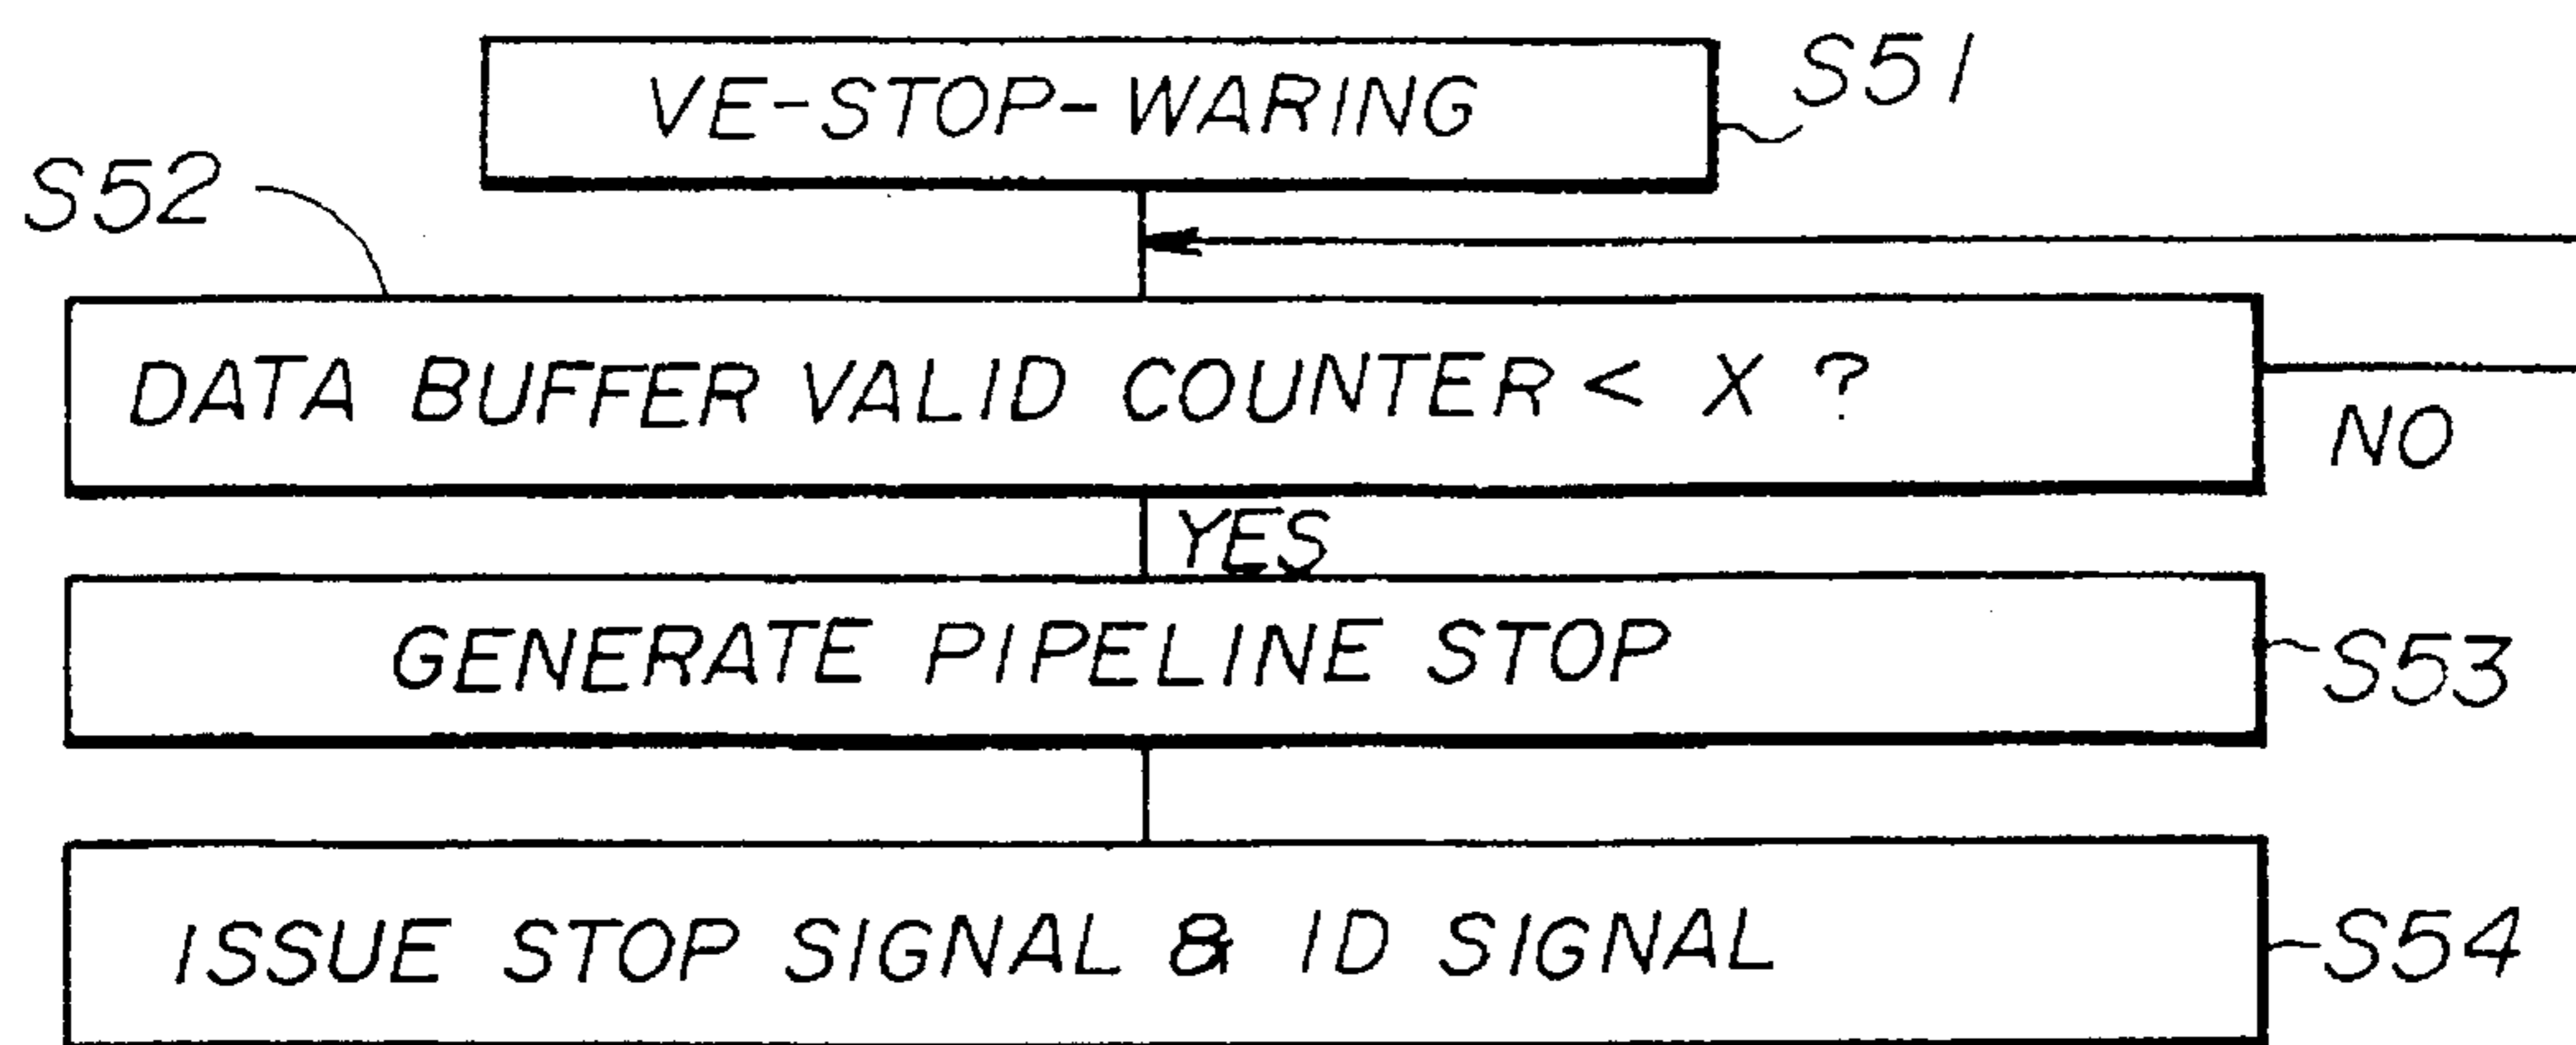 VE-STOP-WARING
S51
S52
DATA BUFFER VALID COUNTER < X ?
NO
YES
GENERATE PIPELINE STOP
S53
ISSUE STOP SIGNAL & ID SIGNAL
S54